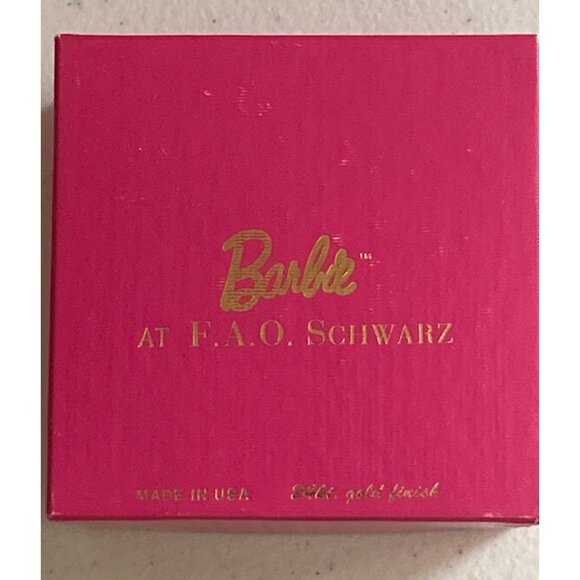 Barbie™
AT F.A.O. SCHWARZ
MADE IN USA 24kt. gold finish